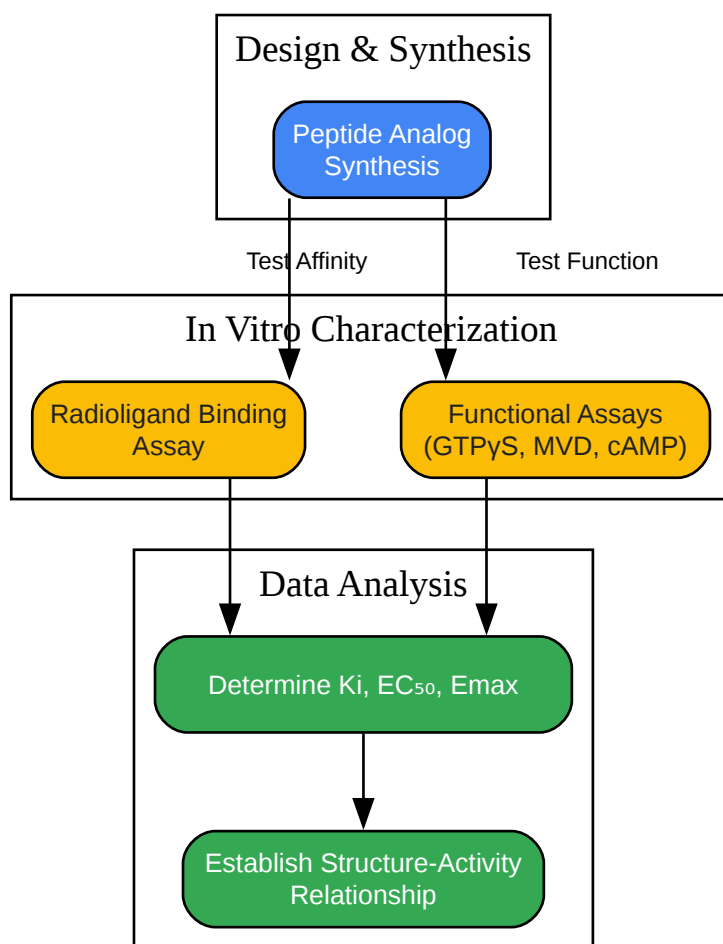 Design & Synthesis
Peptide Analog
Synthesis
Test Affinity
Test Function
In Vitro Characterization
Radioligand Binding
Assay
Functional Assays
(GTPγS, MVD, cAMP)
Data Analysis
Determine Ki, EC₅₀, Emax
Establish Structure-Activity
Relationship